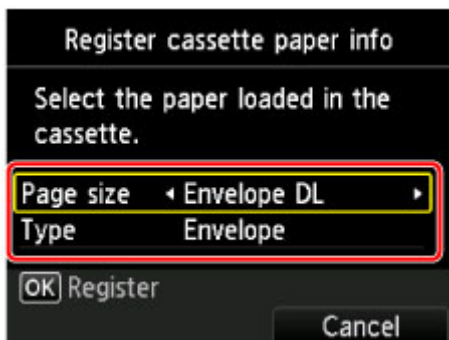 Register cassette paper info
Select the paper loaded in the
cassette.
Page size Envelope DL
Type Envelope
OK Register
Cancel